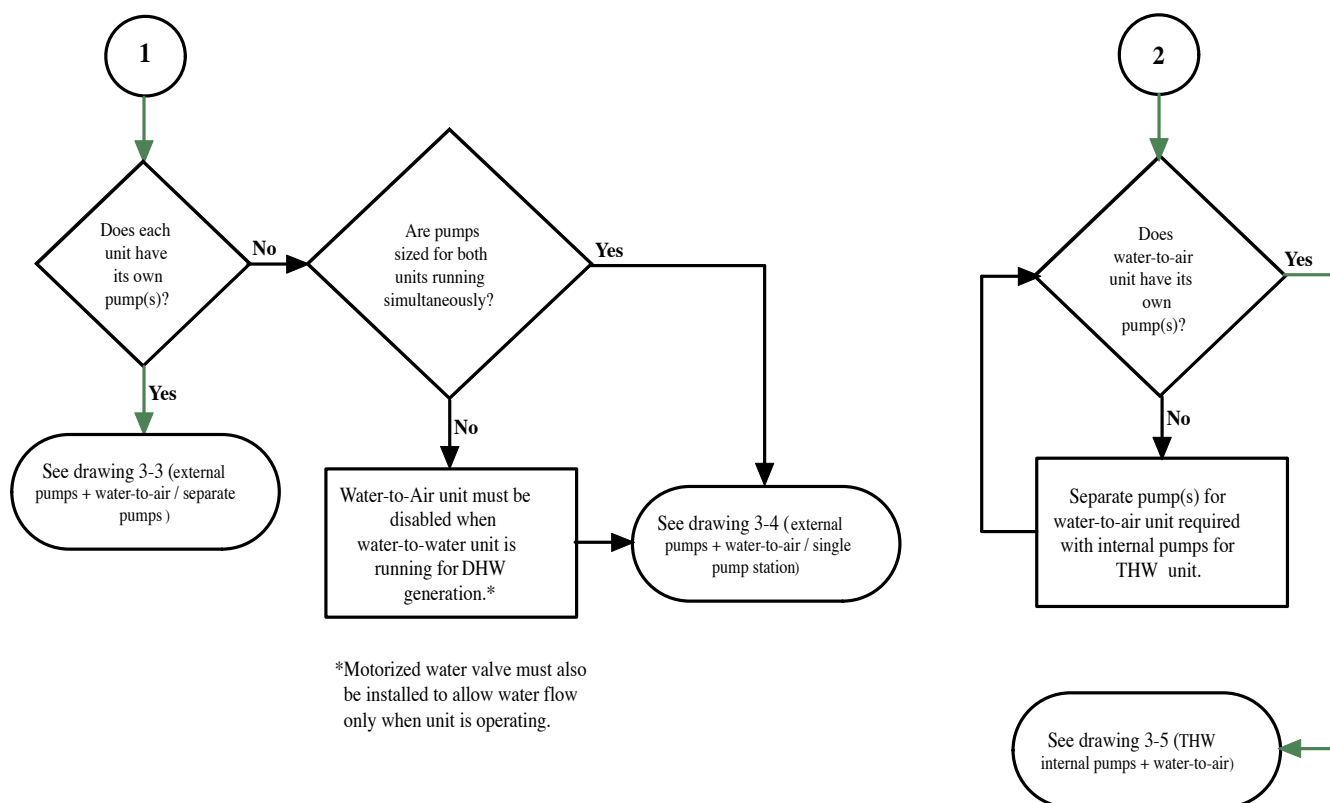 1
Does each
unit have
its own
pump(s)?
No
Yes
See drawing 3-3 (external
pumps + water-to-air / separate
pumps )
Are pumps
sized for both
units running
simultaneously?
Yes
No
Water-to-Air unit must be
disabled when
water-to-water unit is
running for DHW
generation.*
See drawing 3-4 (external
pumps + water-to-air / single
pump station)
*Motorized water valve must also
be installed to allow water flow
only when unit is operating.
2
Does
water-to-air
unit have its
own
pump(s)?
Yes
No
Separate pump(s) for
water-to-air unit required
with internal pumps for
THW unit.
See drawing 3-5 (THW
internal pumps + water-to-air)